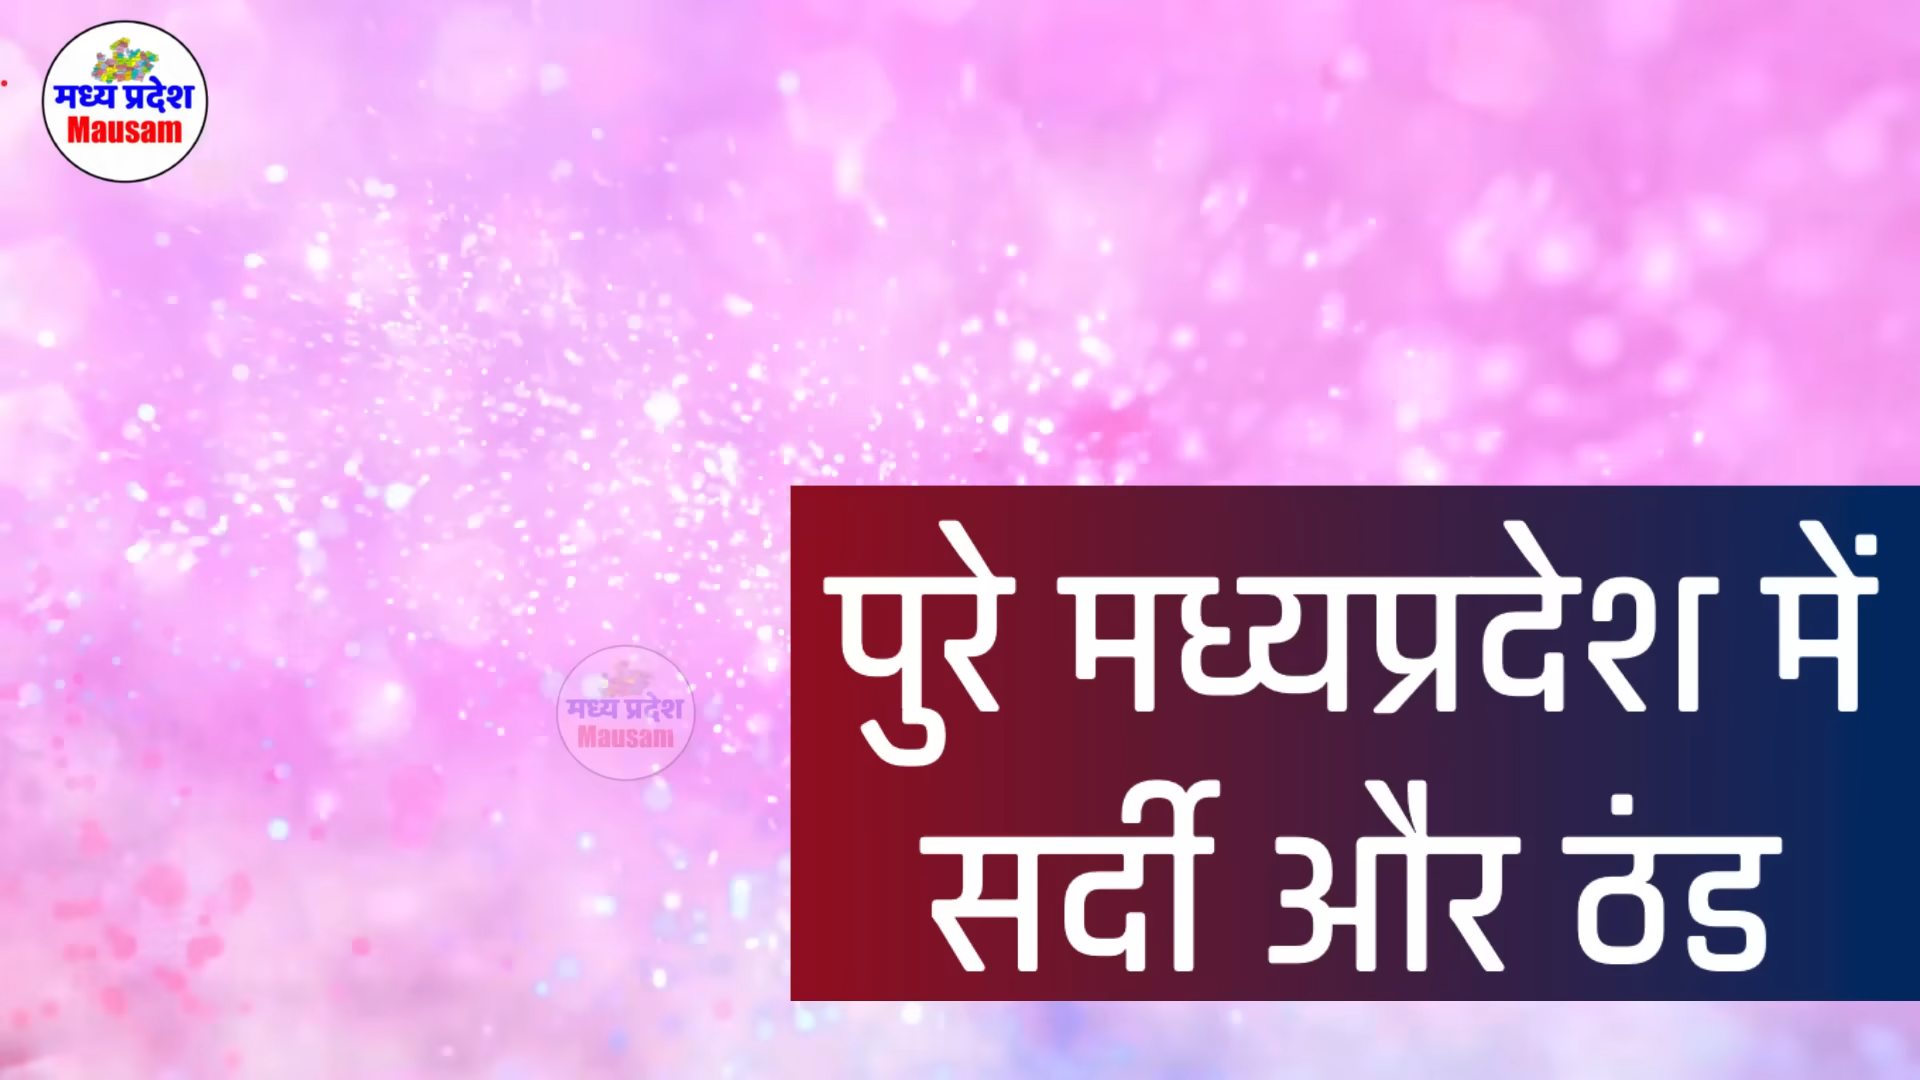 मध्य प्रदेश
Mausam
पुरे मध्यप्रदेश में
सर्दी और ठंड
मध्य प्रदेश
Mausam